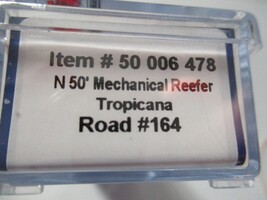 Item # 50 006 478
N 50' Mechanical Reefer
Tropicana
Road #164